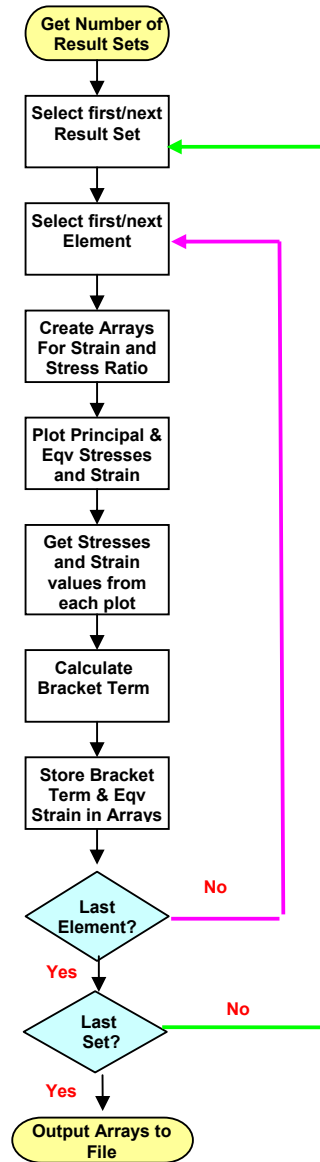 Get Number of
Result Sets
Select first/next
Result Set
Select first/next
Element
Create Arrays
For Strain and
Stress Ratio
Plot Principal &
Eqv Stresses
and Strain
Get Stresses
and Strain
values from
each plot
Calculate
Bracket Term
Store Bracket
Term & Eqv
Strain in Arrays
Last
Element?
No
Yes
Last
Set?
No
Yes
Output Arrays to
File